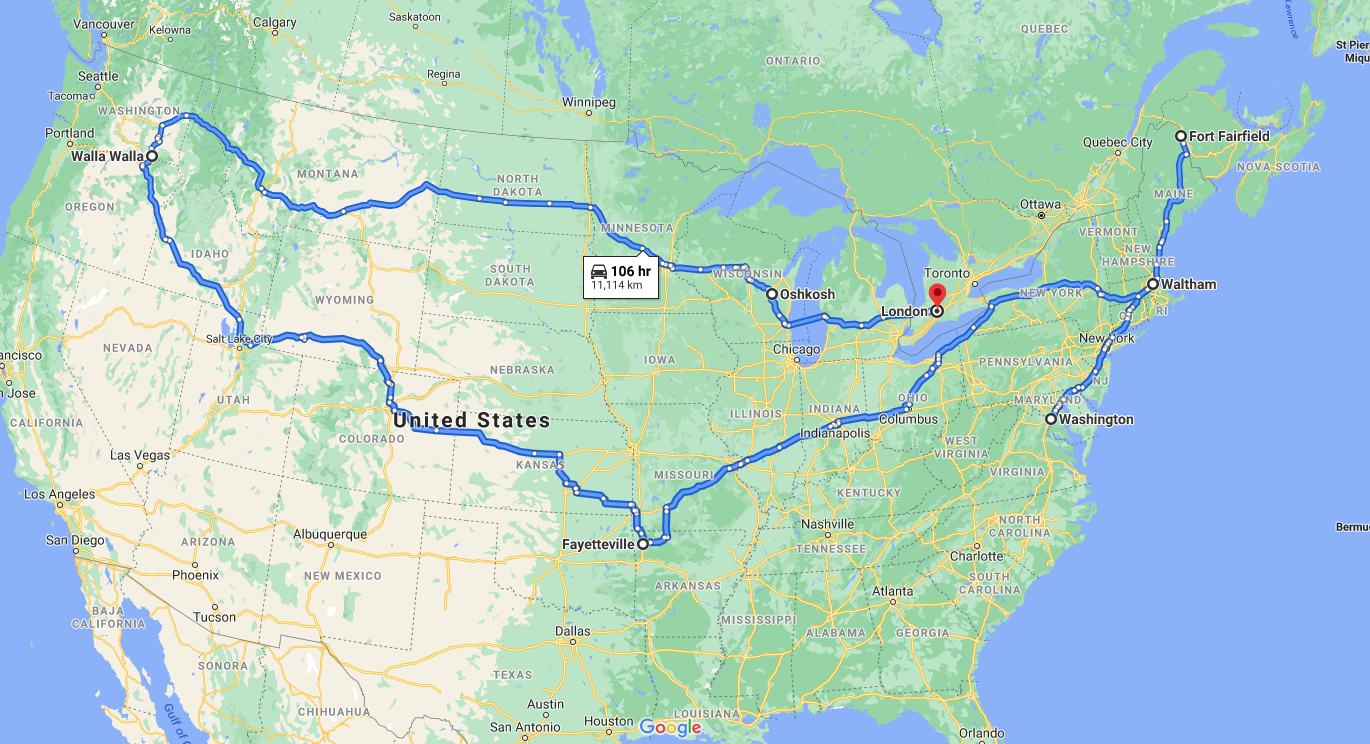 Vancouver
Kelowna
Calgary
Saskatoon
Regina
Winnipeg
ONTARIO
QUEBEC
Lawrence
St Pier
Miqu
Seattle
Tacoma
WASHINGTON
Portland
Walla Walla
OREGON
MONTANA
NORTH
DAKOTA
MINNESOTA
Quebec City
Fort Fairfield
NOVA SCOTIA
MAINE
Ottawa
VERMONT
NEW
HAMPSHIRE
IDAHO
SOUTH
DAKOTA
106 hr
11,114 km
WISCONSIN
Oshkosh
Toronto
London
NEW YORK
Waltham
RI
WYOMING
Salt Lake City
NEVADA
ancisco
n Jose
IOWA
Chicago
New York
PENNSYLVANIA
NEBRASKA
UTAH
NJ
MARYLAND
OHIO
ILLINOIS
INDIANA
Columbus
Washington
United States
Indianapolis
CALIFORNIA
COLORADO
WEST
VIRGINIA
Las Vegas
KANSAS
MISSOURI
VIRGINIA
Los Angeles
KENTUCKY
San Diego
ARIZONA
Albuquerque
Fayetteville
Nashville
NORTH
CAROLINA
Bermu
TENNESSEE
Charlotte
Phoenix
NEW MEXICO
ARKANSAS
Atlanta
SOUTH
CAROLINA
BAJA
CALIFORNIA
Tucson
Dallas
MISSISSIPPI
ALABAMA
GEORGIA
SONORA
TEXAS
CHIHUAHUA
Austin
LOUISIANA
San Antonio
Houston
Google
Gulf of
Orlando